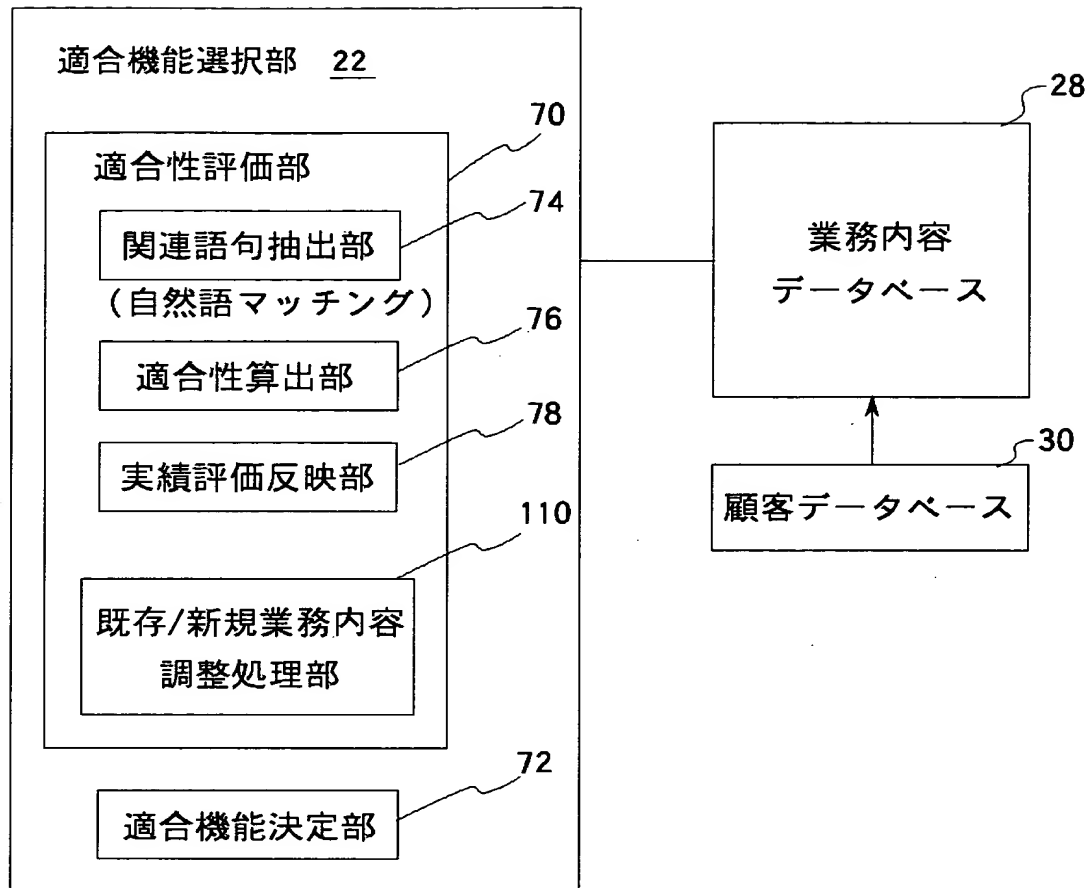 適合機能選択部 22
70
適合性評価部
74
関連語句抽出部
(自然語マッチング)
76
適合性算出部
78
実績評価反映部
110
既存/新規業務内容
調整処理部
72
適合機能決定部
28
業務内容
データベース
30
顧客データベース